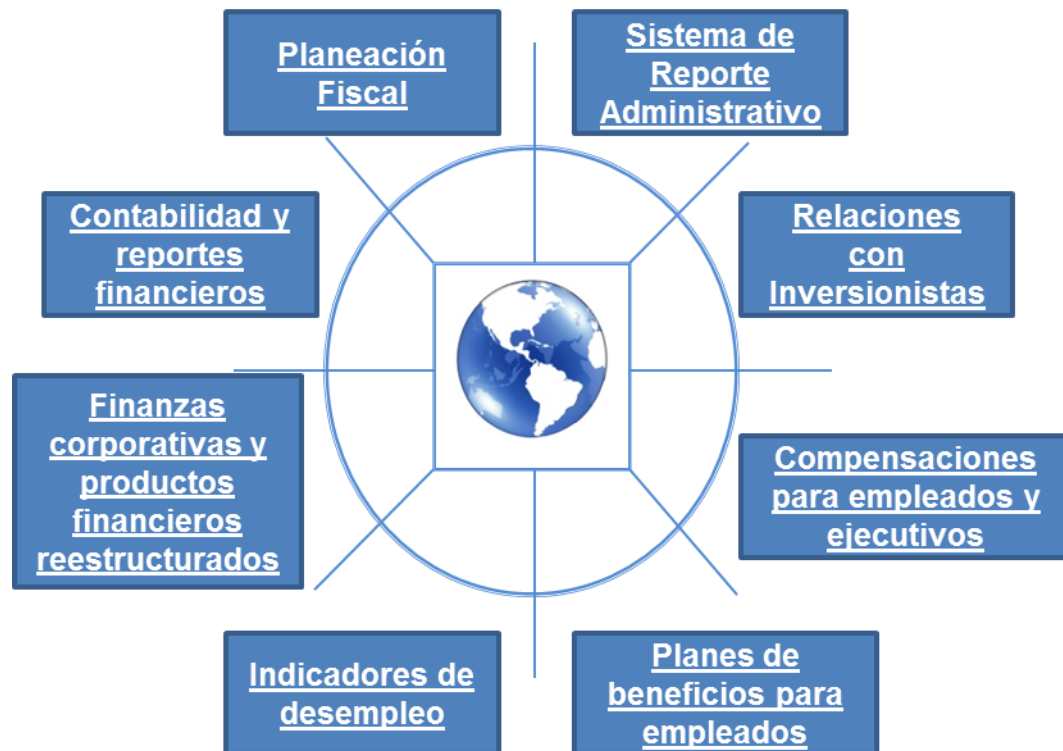 Planeación
Fiscal
Sistema de
Reporte
Administrativo
Contabilidad y
reportes
financieros
Relaciones
con
Inversionistas
Finanzas
corporativas y
productos
financieros
reestructurados
Compensaciones
para empleados y
ejecutivos
Indicadores de
desempleo
Planes de
beneficios para
empleados